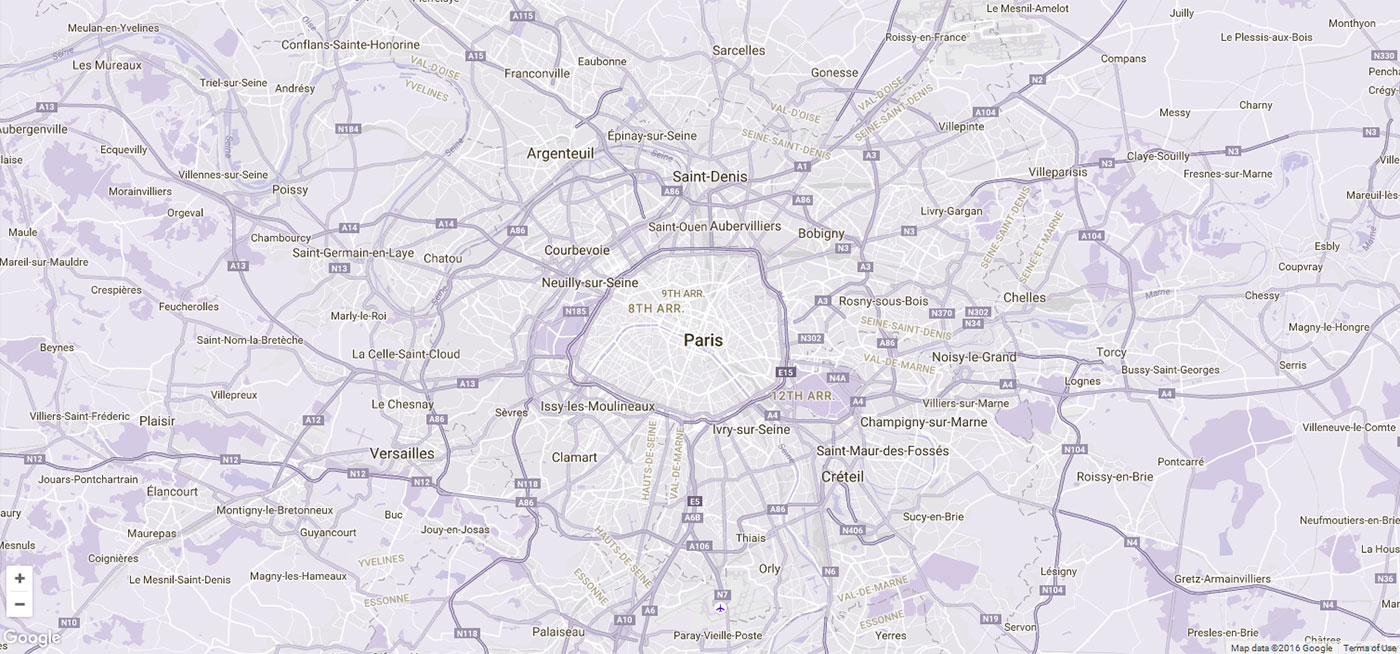 Le Mesnil-Amelot
Juilly
A115
Monthyon
Meulan-en-Yvelines
Roissy-en-France
Le Plessis-aux-Bois
Conflans-Sainte-Honorine
Sarcelles
Seine
A15
Eaubonne
N330
Les Mureaux
VAL-D'OISE
Franconville
Gonesse
Compans
Triel-sur-Seine
Andrésy
YVELINES
N2
A13
VAL-D'OISE
SEINE-SAINT-DENIS
Charny
A104
Messy
N184
Aubergenville
Épinay-sur-Seine
VAL-D'OISE
SEINE-SAINT-DENIS
Villepinte
N3
Ecquevilly
Seine
Seine
Argenteuil
Seine
A3
N3
Claye-Souilly
N3
A1
Villennes-sur-Seine
Saint-Denis
Villeparisis
Fresnes-sur-Marne
Morainvilliers
Poissy
A86
A86
Orgeval
Livry-Gargan
SEINE-SAINT-DENIS
SEINE-ET-MARNE
Maule
Chambourcy
A14
A14
A86
Saint-Ouen
Aubervilliers
Bobigny
N3
A104
Marne
Mareil-sur-Mauldre
A13
Saint-Germain-en-Laye
N13
Chatou
Courbevoie
N3
A3
Esbly
Coupvray
Crespières
Seine
Neuilly-sur-Seine
9TH ARR.
A3
Rosny-sous-Bois
Chelles
Marne
Chessy
Feucherolles
Marly-le-Roi
N185
8TH ARR.
N370
N302
N34
Magny-le-Hongre
Beynes
Saint-Nom-la-Bretèche
La Celle-Saint-Cloud
Paris
N302
SEINE-SAINT-DENIS
A86
VAL-DE-MARNE
Noisy-le-Grand
Torcy
Serris
Bussy-Saint-Georges
A13
E15
N4A
A4
Lognes
A4
Villepreux
Le Chesnay
12TH ARR.
A4
Villiers-sur-Marne
Villiers-Saint-Fréderic
Plaisir
A12
A86
Sèvres
Issy-les-Moulineaux
A4
Ivry-sur-Seine
Champigny-sur-Marne
Villeneuve-le-Comte
Versailles
HAUTS-DE-SEINE
VAL-DE-MARNE
Seine
Saint-Maur-des-Fossés
N104
N12
N12
N12
Clamart
Pontcarré
Jouars-Pontchartrain
N12
N118
Créteil
Roissy-en-Brie
Élancourt
A86
E5
Montigny-le-Bretonneux
Buc
A6B
A86
Sucy-en-Brie
Neufmoutiers-en-Brie
Maurepas
Guyancourt
Jouy-en-Josas
HAUTS-DE-SEINE
A106
Thiais
N406
N4
Coignières
YVELINES
ESSONNE
Orly
N6
Lésigny
Le Mesnil-Saint-Denis
Magny-les-Hameaux
VAL-DE-MARNE
ESSONNE
N104
Gretz-Armainvilliers
N36
ESSONNE
N7
A6
N4
N10
N118
Palaiseau
A10
Paray-Vieille-Poste
Yerres
N19
Servon
Presles-en-Brie
Châtres
Google
Map data ©2016 Google
Terms of Use